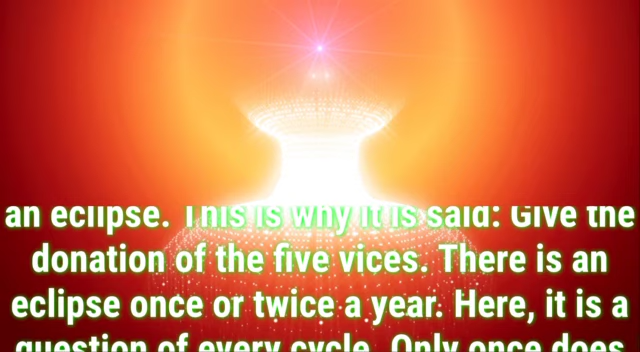 an eclipse. This is why it is said: Give the
donation of the five vices. There is an
eclipse once or twice a year. Here, it is a
question of every cycle. Only once does